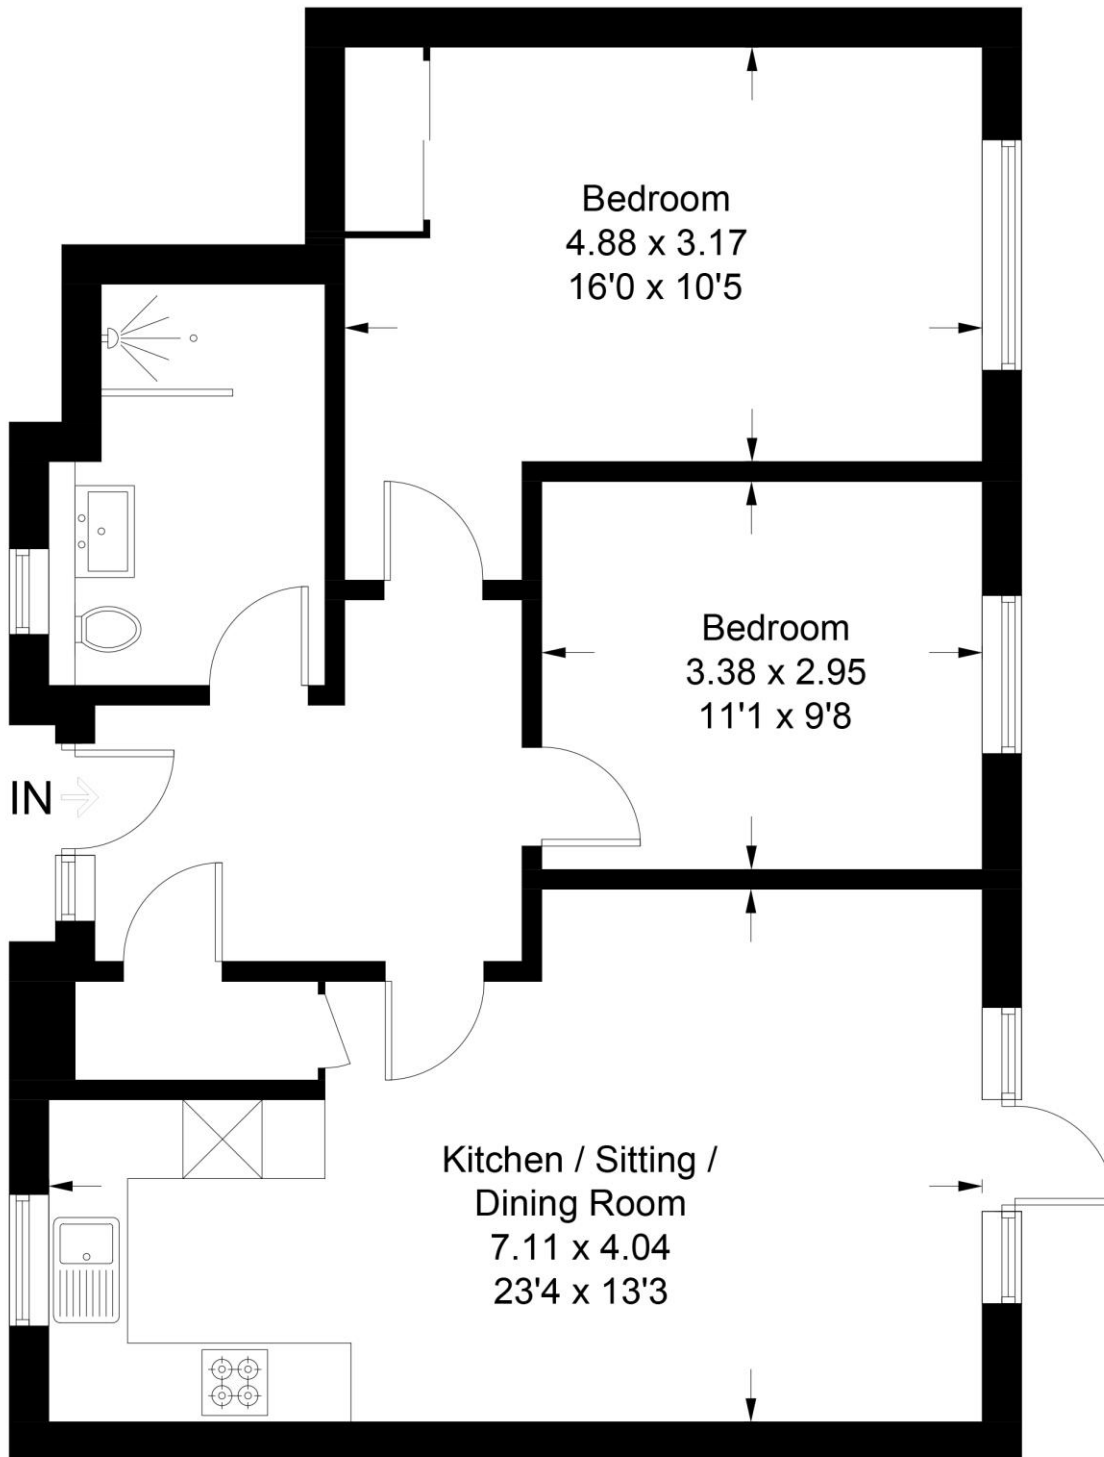 Bedroom
4.88 x 3.17
16'0 x 10'5
Bedroom
3.38 x 2.95
11'1 x 9'8
IN
Kitchen / Sitting /
Dining Room
7.11 x 4.04
23'4 x 13'3